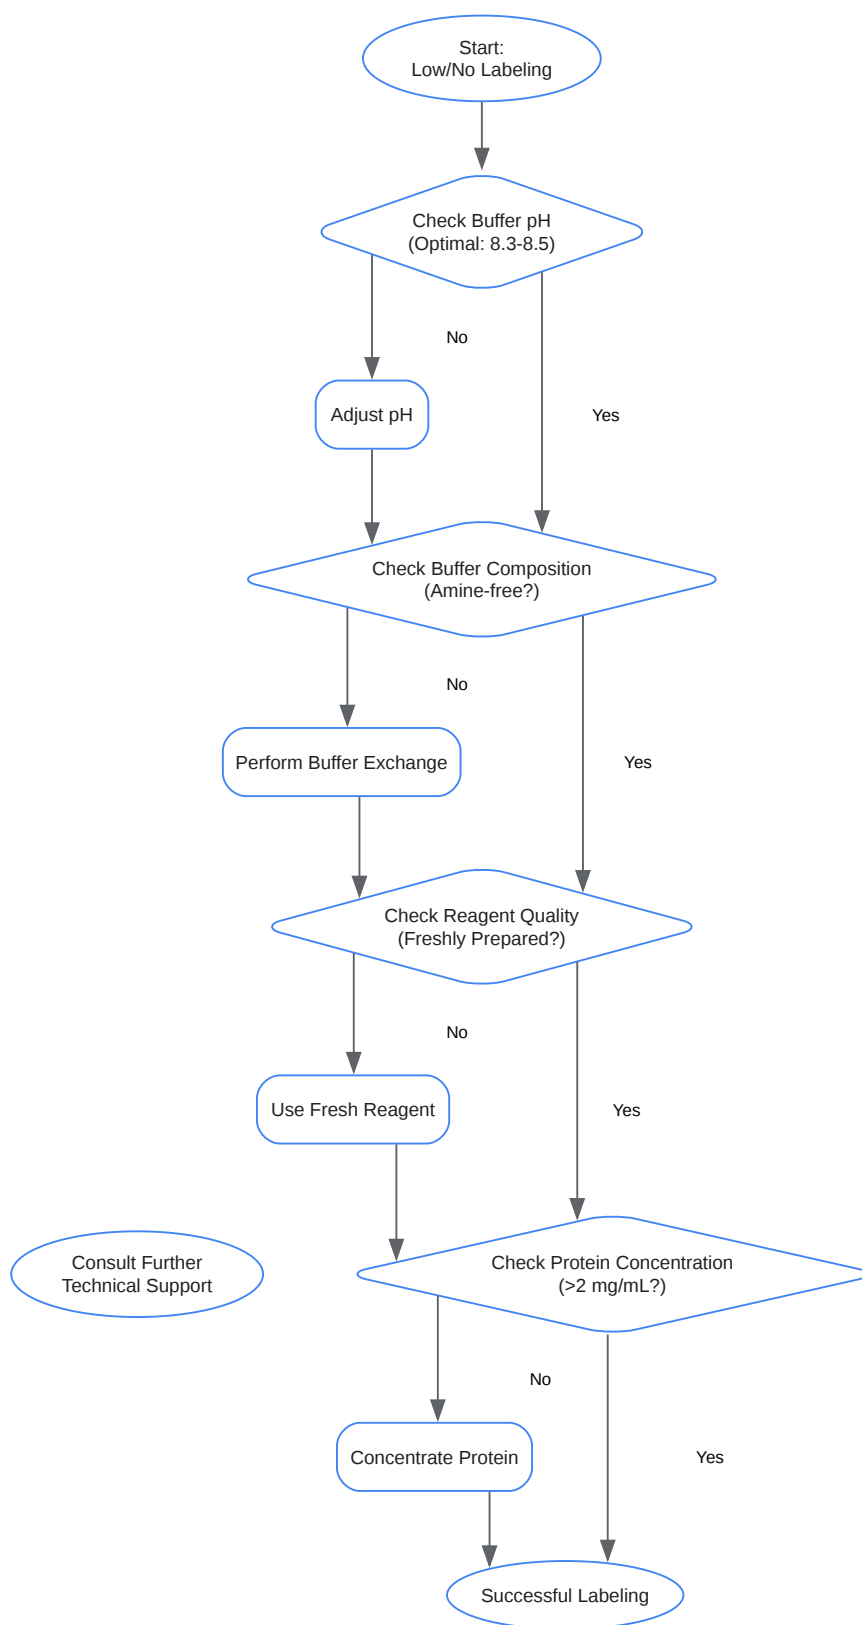 Start:
Low/No Labeling
Check Buffer pH
(Optimal: 8.3-8.5)
No
Adjust pH
Yes
Check Buffer Composition
(Amine-free?)
No
Perform Buffer Exchange
Yes
Check Reagent Quality
(Freshly Prepared?)
No
Use Fresh Reagent
Yes
Consult Further
Technical Support
Check Protein Concentration
(>2 mg/mL?)
No
Concentrate Protein
Yes
Successful Labeling